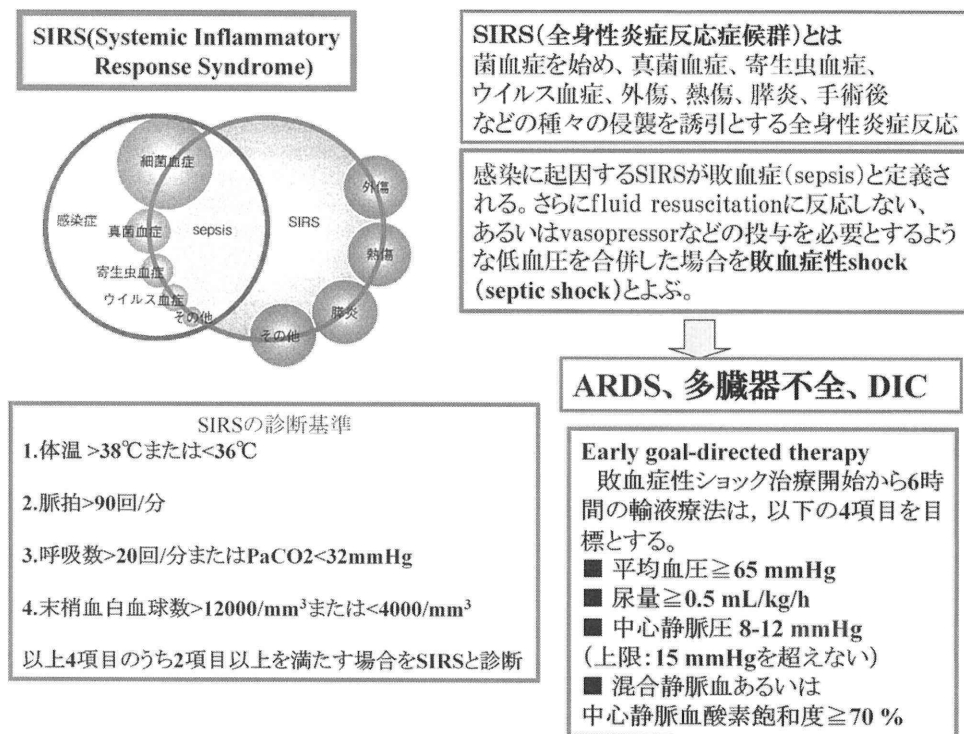 SIRS(Systemic Inflammatory
Response Syndrome)
細菌血症
感染症
真菌血症
sepsis
SIRS
寄生虫血症
ウイルス血症
その他
外傷
熱傷
膵炎
その他
SIRS(全身性炎症反応症候群)とは
菌血症を始め、真菌血症、寄生虫血症、
ウイルス血症、外傷、熱傷、膵炎、手術後
などの種々の侵襲を誘引とする全身性炎症反応
感染に起因するSIRSが敗血症(sepsis)と定義さ
れる。さらにfluid resuscitationに反応しない、
あるいはvasopressorなどの投与を必要とするよう
な低血圧を合併した場合を敗血症性shock
(septic shock)とよぶ。
ARDS、多臓器不全、DIC
SIRSの診断基準
1.体温 >38℃または<36℃
2.脈拍>90回/分
3.呼吸数>20回/分またはPaCO2<32mmHg
4.末梢血白血球数>12000/mm³または<4000/mm³
以上4項目のうち2項目以上を満たす場合をSIRSと診断
Early goal-directed therapy
敗血症性ショック治療開始から6時
間の輸液療法は, 以下の4項目を目
標とする。
■ 平均血圧≧65 mmHg
■ 尿量≧0.5 mL/kg/h
■ 中心静脈圧 8-12 mmHg
(上限:15 mmHgを超えない)
■ 混合静脈血あるいは
中心静脈血酸素飽和度≧70 %